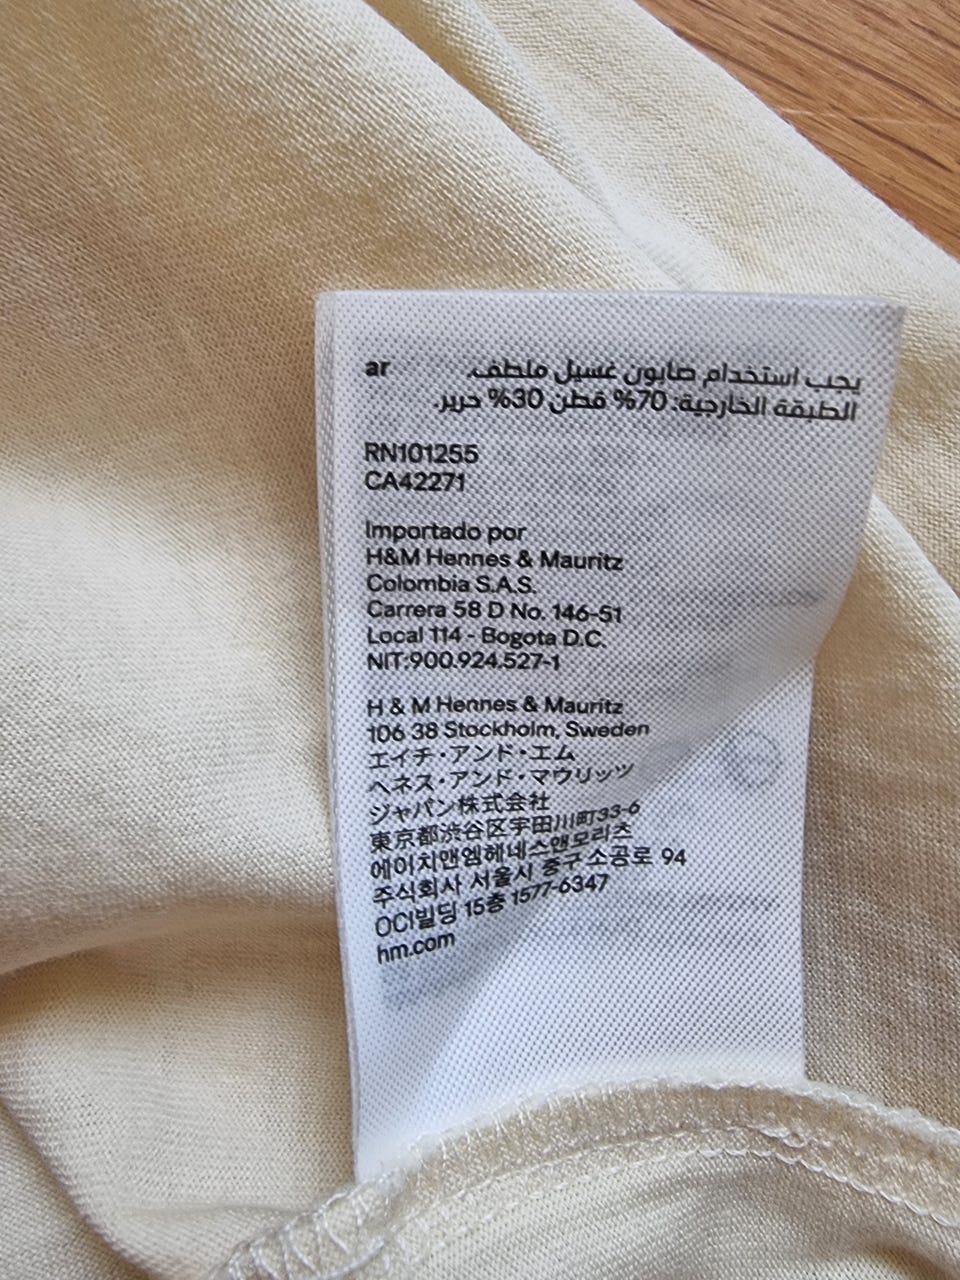 ar
يجب استخدام صابون غسيل ملطف.
الطبقة الخارجية: 70% قطن 30% حرير.
RN101255
CA42271
Importado por
H&M Hennes & Mauritz
Colombia S.A.S.
Carrera 58 D No. 146-51
Local 114 - Bogota D.C.
NIT:900.924.527-1
H & M Hennes & Mauritz
106 38 Stockholm, Sweden
エイチ・アンド・エム
ヘネス・アンド・マウリッツ
ジャパン株式会社
東京都渋谷区宇田川町33-6
에이치앤엠헤네스앤모리츠
주식회사 서울시 중구 소공로 94
OCI빌딩 15층 1577-6347
hm.com